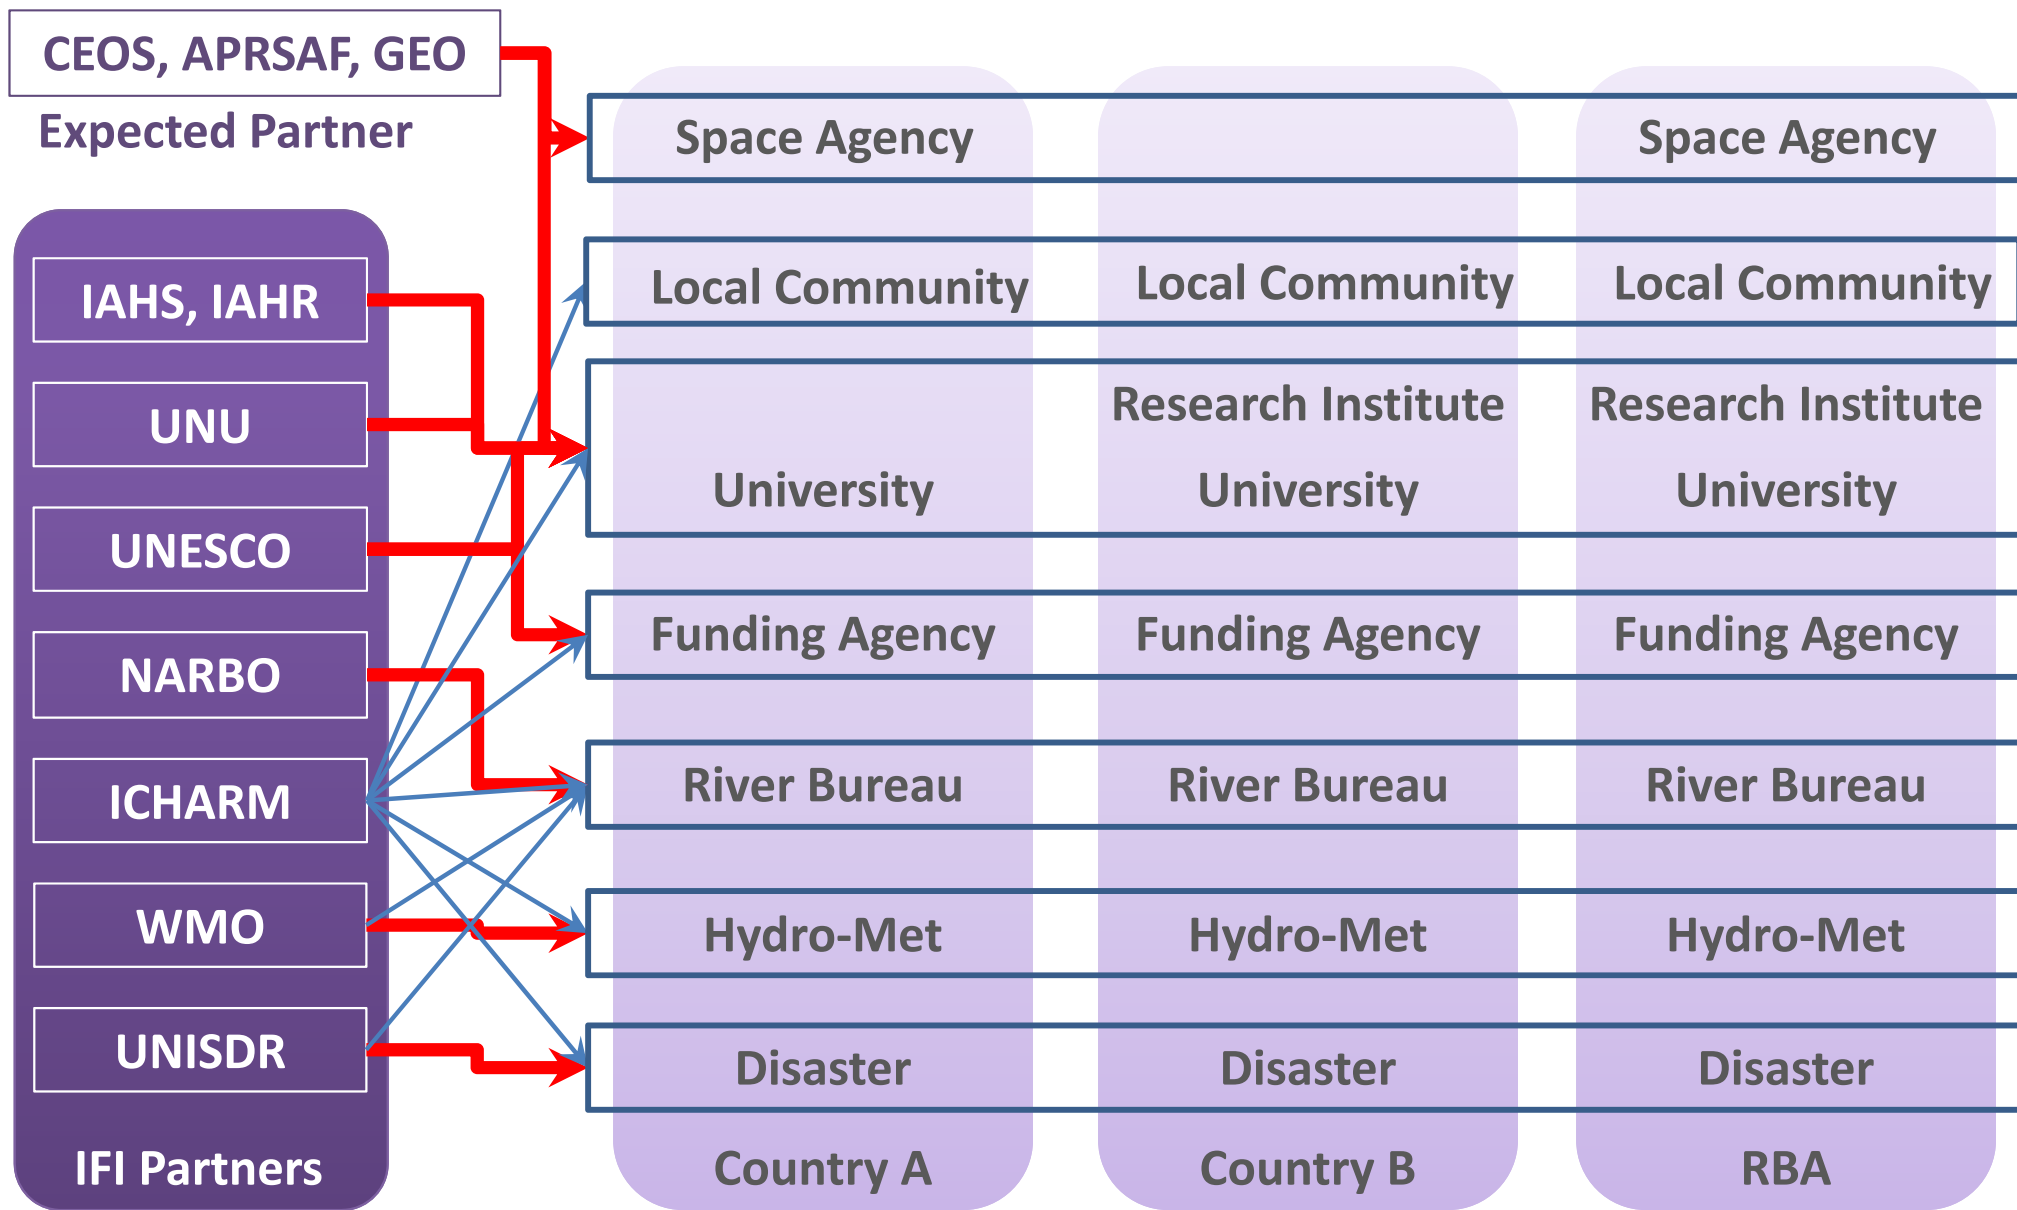 CEOS, APRSAF, GEO
Expected Partner
IAHS, IAHR
UNU
UNESCO
NARBO
ICHARM
WMO
UNISDR
IFI Partners
Space Agency
Space Agency
Local Community
Local Community
Local Community
Research Institute
Research Institute
University
University
University
Funding Agency
Funding Agency
Funding Agency
River Bureau
River Bureau
River Bureau
Hydro-Met
Hydro-Met
Hydro-Met
Disaster
Disaster
Disaster
Country A
Country B
RBA